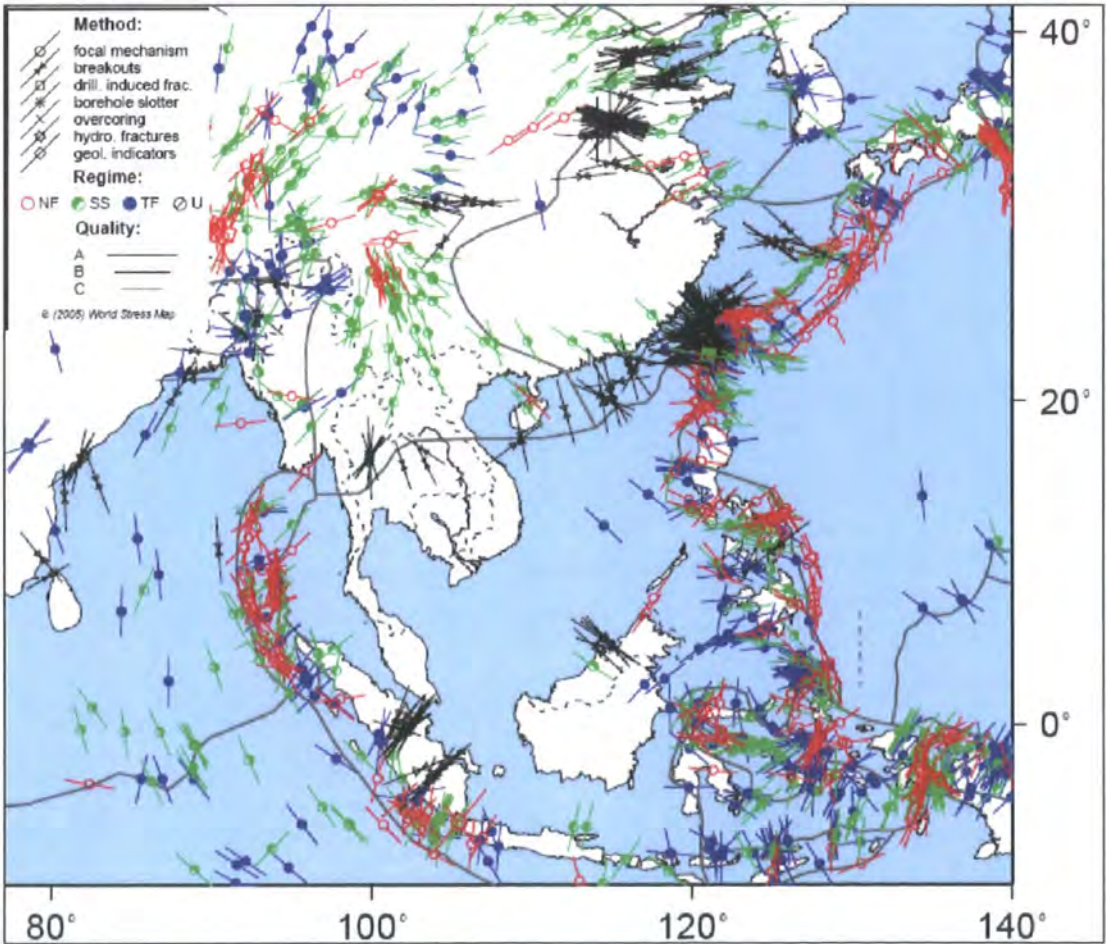 Method:
focal mechanism
breakouts
drill. induced frac.
borehole slotter
overcoring
hydro. fractures
geol. indicators
Regime:
NF SS TF U
Quality:
A
B
C
© (2005) World Stress Map
40°
20°
0°
80° 100° 120° 140°